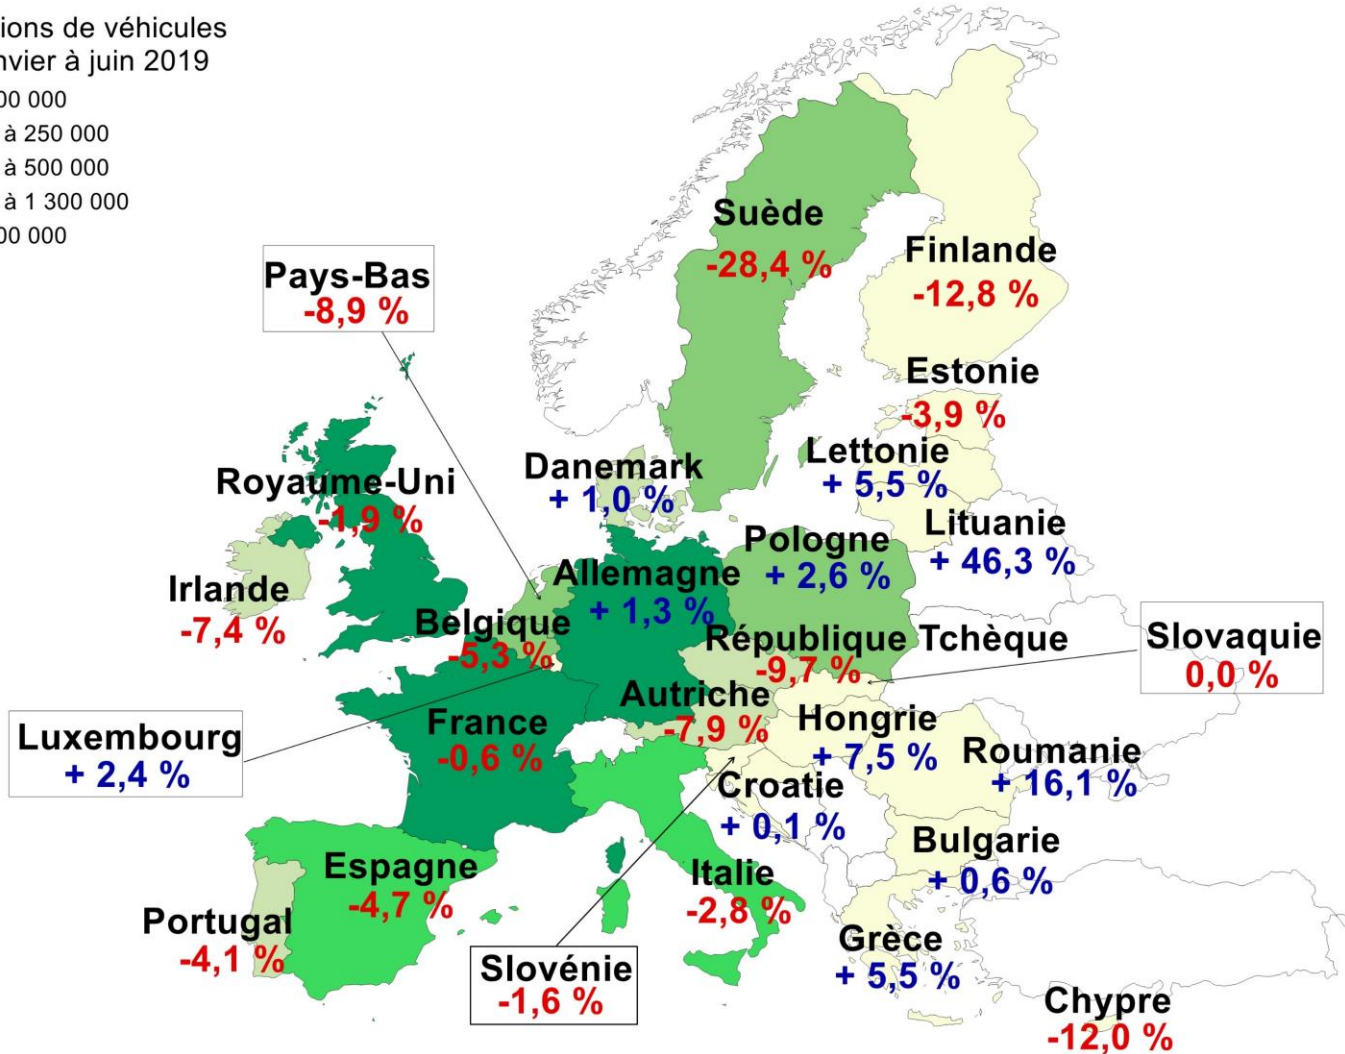 ions de véhicules
à juin 2019
00 000
à 250 000
à 500 000
à 1 300 000
00 000
Pays-Bas
-8,9 %
Suède
-28,4 %
Finlande
-12,8 %
Estonie
-3,9 %
Lettonie
+ 5,5 %
Lituanie
+ 46,3 %
Danemark
+ 1,0 %
Royaume-Uni
-1,9 %
Irlande
-7,4 %
Pologne
+ 2,6 %
Allemagne
+ 1,3 %
Belgique
-5,3 %
République Tchèque
-9,7 %
Slovaquie
0,0 %
Autriche
-7,9 %
Luxembourg
+ 2,4 %
France
-0,6 %
Hongrie
+ 7,5 %
Roumanie
+ 16,1 %
Croatie
+ 0,1 %
Bulgarie
+ 0,6 %
Espagne
-4,7 %
Italie
-2,8 %
Portugal
-4,1 %
Slovénie
-1,6 %
Grèce
+ 5,5 %
Chypre
-12,0 %